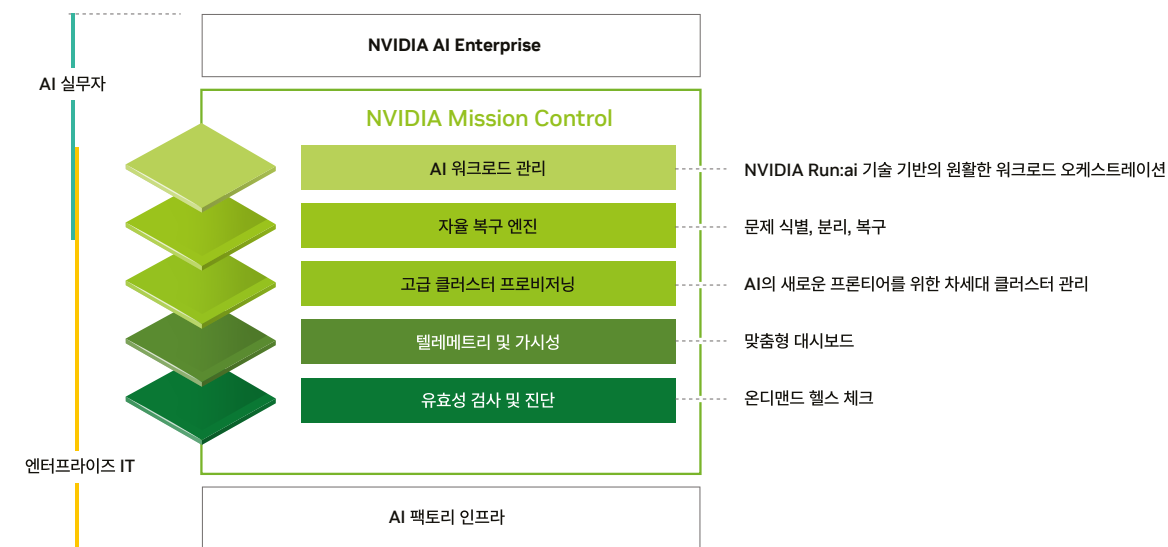 NVIDIA AI Enterprise
AI 실무자
NVIDIA Mission Control
AI 워크로드 관리
NVIDIA Run:ai 기술 기반의 원활한 워크로드 오케스트레이션
자율 복구 엔진
문제 식별, 분리, 복구
고급 클러스터 프로비저닝
AI의 새로운 프론티어를 위한 차세대 클러스터 관리
텔레메트리 및 가시성
맞춤형 대시보드
유효성 검사 및 진단
온디맨드 헬스 체크
엔터프라이즈 IT
AI 팩토리 인프라